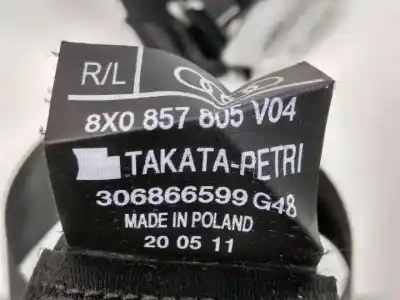 R/L
8X0 857 805 V04
TAKATA-PETRI
306866599 G48
MADE IN POLAND
20 05 11